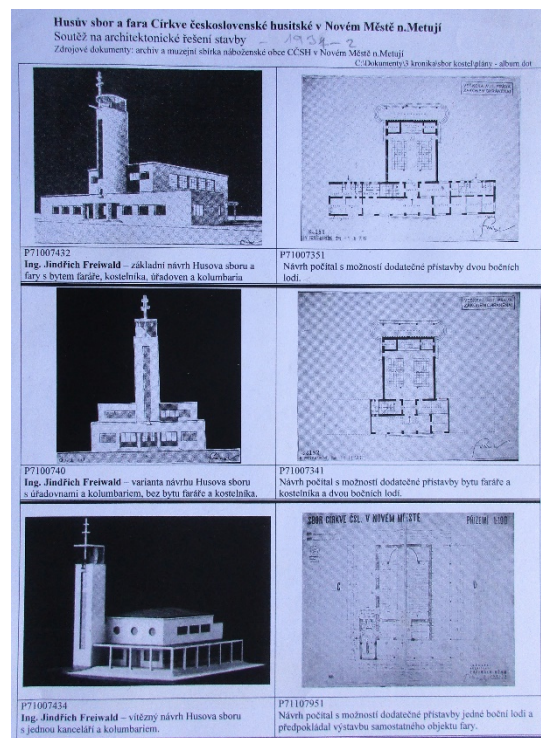 Husův sbor a fara Církve československé husitské v Novém Městě n.Metují
Soutěž na architektonické řešení stavby - 1932
Zdrojové dokumenty: archiv a muzejní sbírka náboženské obce CČSH v Novém Městě n.Metují
C:\Dokumenty\3 kronika\sbor kostel\plány - album.dot
P71007432
Ing. Jindřich Freiwald – základní návrh Husova sboru a
fary s bytem faráře, kostelníka, úřadoven a kolumbaria
P71007351
Návrh počítal s možností dodatečné přístavby dvou bočních
lodí.
P7100740
Ing. Jindřich Freiwald – varianta návrhu Husova sboru
s úřadovnami a kolumbariem, bez bytu faráře a kostelníka.
P71007341
Návrh počítal s možností dodatečné přístavby bytu faráře a
kostelníka a dvou bočních lodí.
SBOR CÍRKVE ČSL. V NOVÉM MĚSTĚ
PŘÍZEMÍ 1:100
P71007434
Ing. Jindřich Freiwald – vítězný návrh Husova sboru
s jednou kanceláří a kolumbariem.
P71107951
Návrh počítal s možností dodatečné přístavby jedné boční lodi a
předpokládal výstavbu samostatného objektu fary.